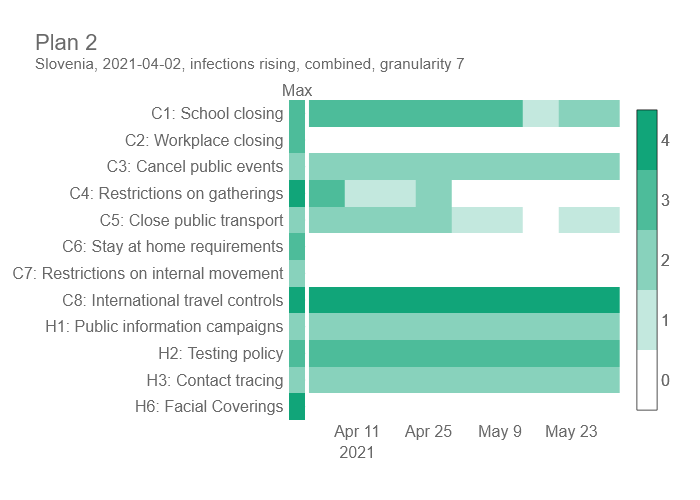 Plan 2
Slovenia, 2021-04-02, infections rising, combined, granularity 7
Max
C1: School closing
C2: Workplace closing
C3: Cancel public events
C4: Restrictions on gatherings
C5: Close public transport
C6: Stay at home requirements
C7: Restrictions on internal movement
C8: International travel controls
H1: Public information campaigns
H2: Testing policy
H3: Contact tracing
H6: Facial Coverings
4
3
2
1
0
Apr 11 Apr 25 May 9 May 23
2021